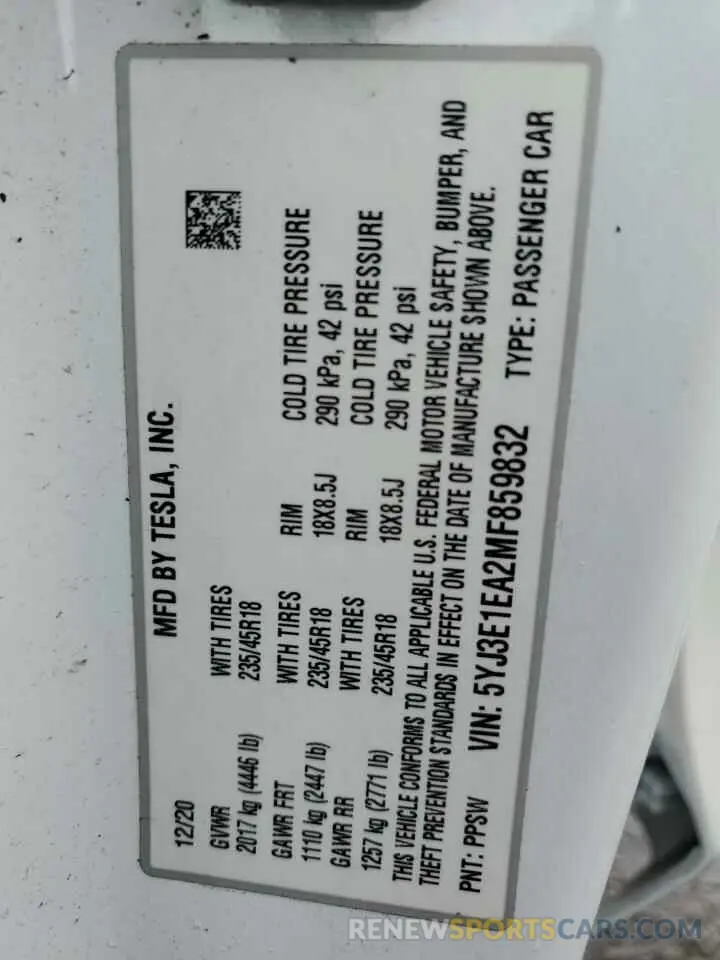 MFD BY TESLA, INC.
12/20
GVWR WITH TIRES
2017 kg (4446 lb) 235/45R18
GAWR FRT WITH TIRES RIM COLD TIRE PRESSURE
1110 kg (2447 lb) 235/45R18 18X8.5J 290 kPa, 42 psi
GAWR RR WITH TIRES RIM COLD TIRE PRESSURE
1257 kg (2771 lb) 235/45R18 18X8.5J 290 kPa, 42 psi
THIS VEHICLE CONFORMS TO ALL APPLICABLE U.S. FEDERAL MOTOR VEHICLE SAFETY, BUMPER, AND
THEFT PREVENTION STANDARDS IN EFFECT ON THE DATE OF MANUFACTURE SHOWN ABOVE.
PNT: PPSW VIN: 5YJ3E1EA2MF859832 TYPE: PASSENGER CAR
RENEWSPORTSCARS.COM